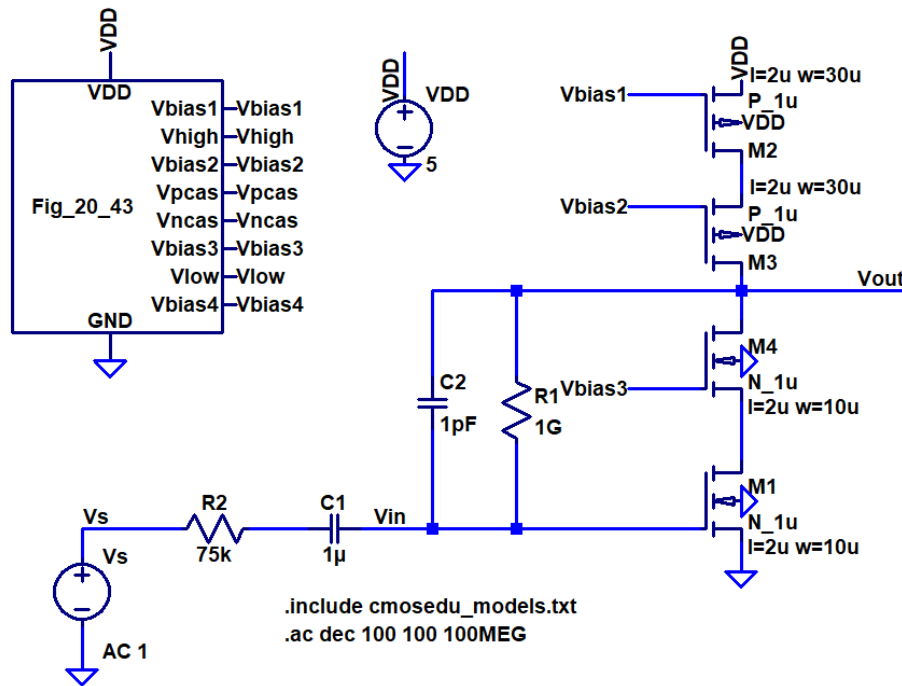 VDD
VDD
Vbias1
Vhigh
Vbias2
Vpcas
Vncas
Vbias3
Vlow
Vbias4
Vbias1
Vhigh
Vbias2
Vpcas
Vncas
Vbias3
Vlow
Vbias4
Fig_20_43
GND
VDD
VDD
5
VDD
l=2u w=30u
Vbias1
P_1u
VDD
M2
l=2u w=30u
Vbias2
P_1u
VDD
M3
Vout
M4
Vbias3
N_1u
l=2u w=10u
C2
1pF
R1
1G
M1
N_1u
l=2u w=10u
Vs
R2
75k
C1
1µ
Vin
Vs
AC 1
.include cmosedu_models.txt
.ac dec 100 100 100MEG